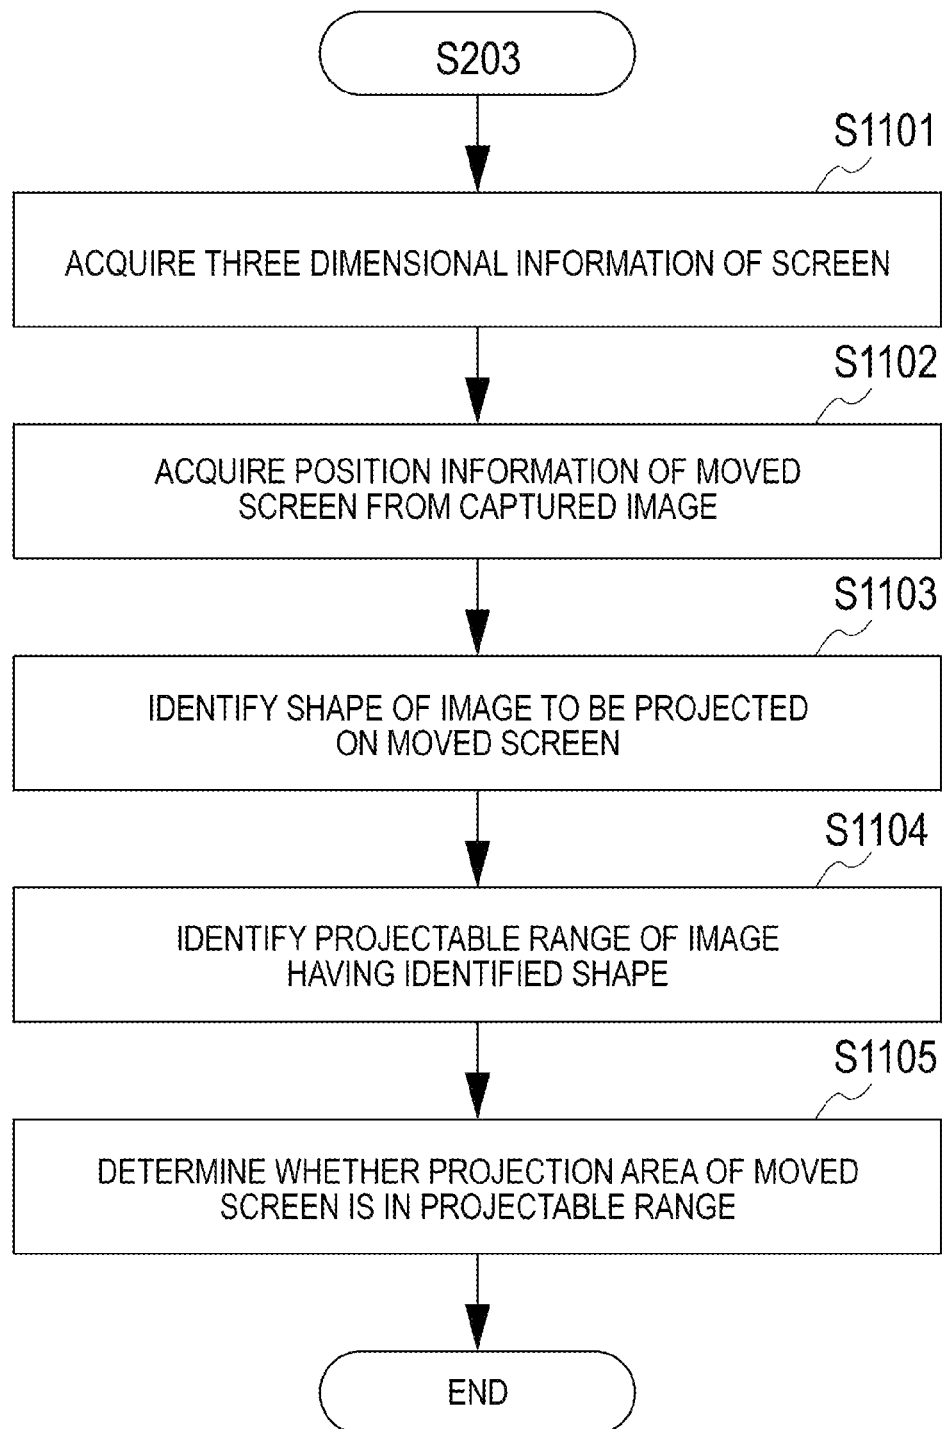 S203
S1101
ACQUIRE THREE DIMENSIONAL INFORMATION OF SCREEN
S1102
ACQUIRE POSITION INFORMATION OF MOVED
SCREEN FROM CAPTURED IMAGE
S1103
IDENTIFY SHAPE OF IMAGE TO BE PROJECTED
ON MOVED SCREEN
S1104
IDENTIFY PROJECTABLE RANGE OF IMAGE
HAVING IDENTIFIED SHAPE
S1105
DETERMINE WHETHER PROJECTION AREA OF MOVED
SCREEN IS IN PROJECTABLE RANGE
END